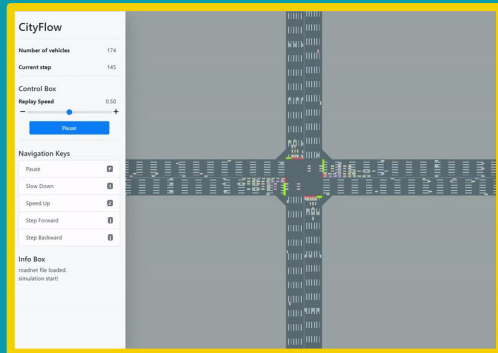 CityFlow
Number of vehicles 174
Current step 145
Control Box
Replay Speed 0.50
− +
Pause
Navigation Keys
Pause P
Slow Down 1
Speed Up 2
Step Forward ]
Step Backward [
Info Box
roadnet file loaded.
simulation start!